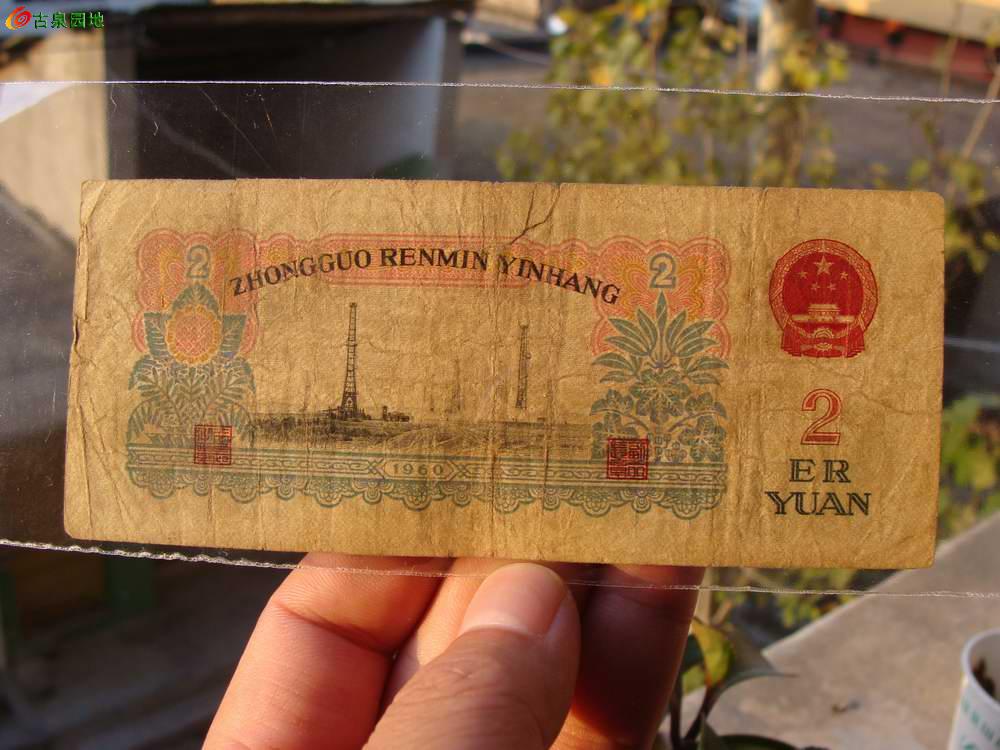 古泉园地
2
2
ZHONGGUO RENMIN YINHANG
1960
2
ER
YUAN